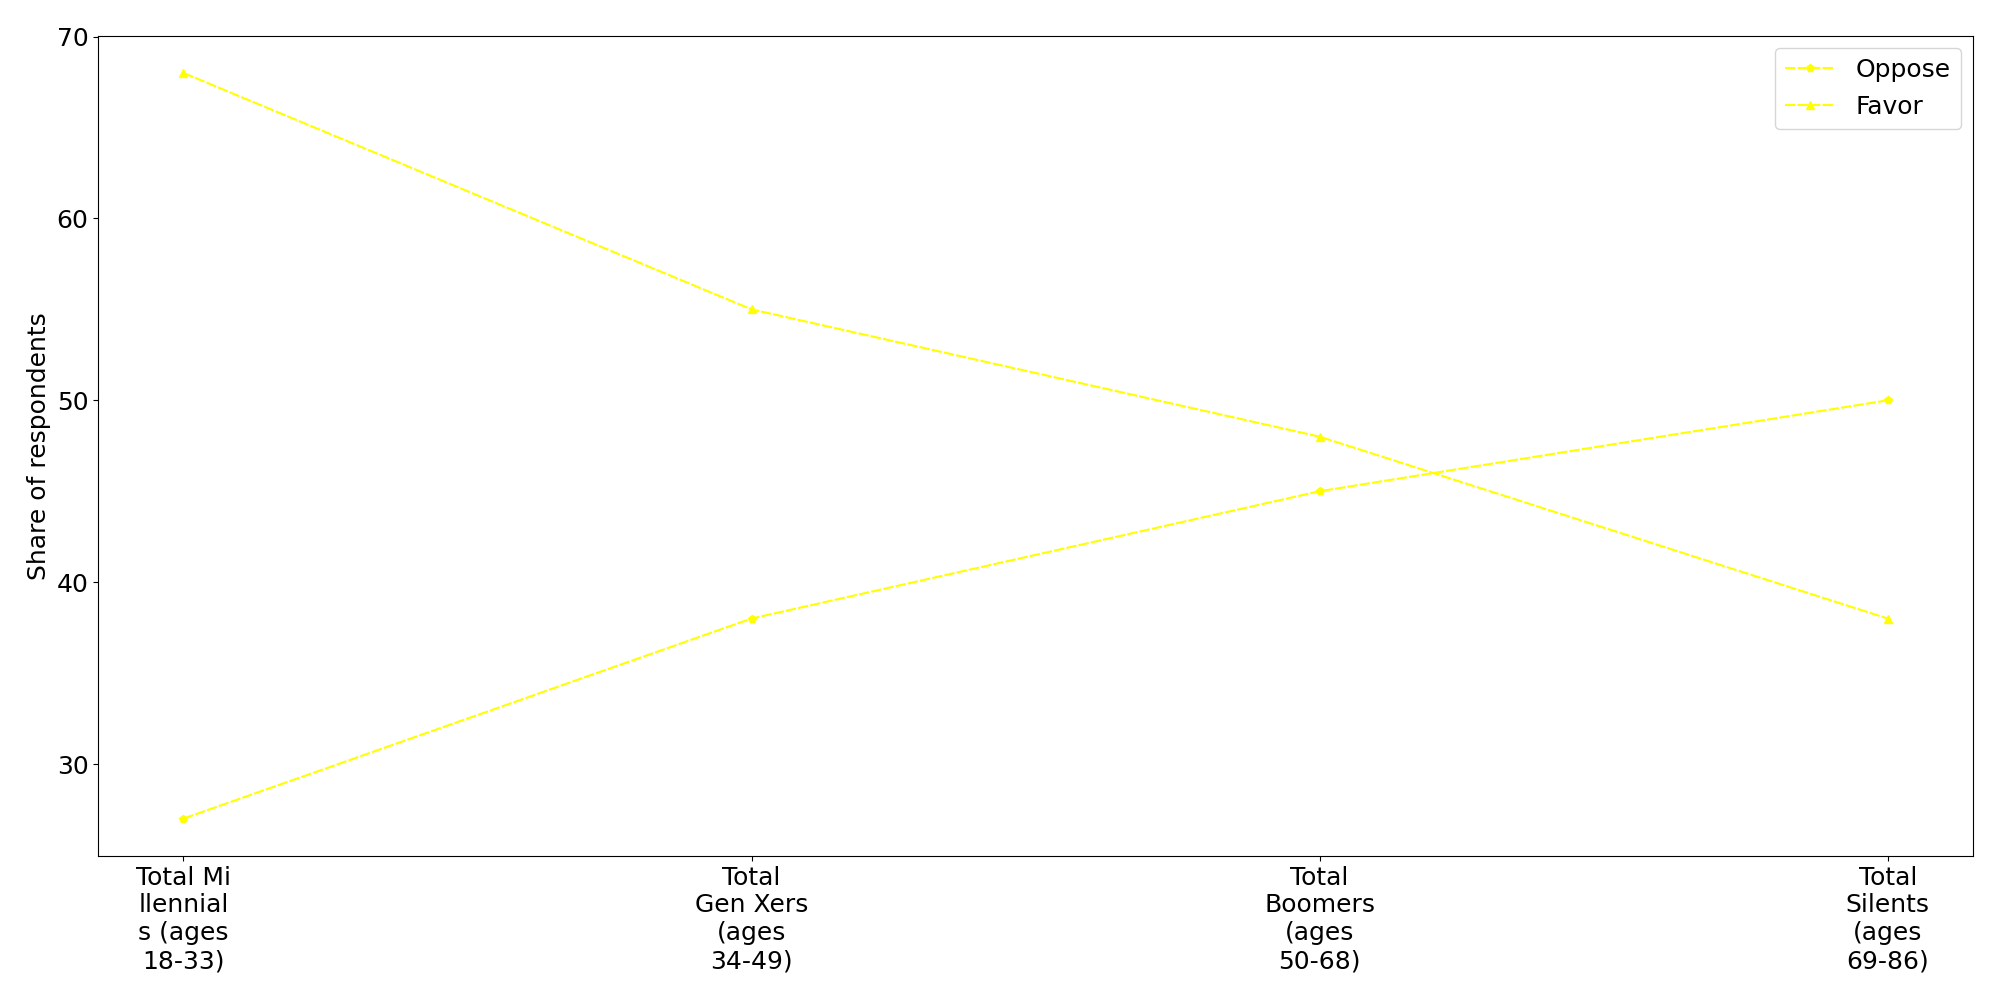 70
60
50
40
30
Share of respondents
Oppose
Favor
Total Mi
llennial
s (ages
18-33)
Total
Gen Xers
(ages
34-49)
Total
Boomers
(ages
50-68)
Total
Silents
(ages
69-86)